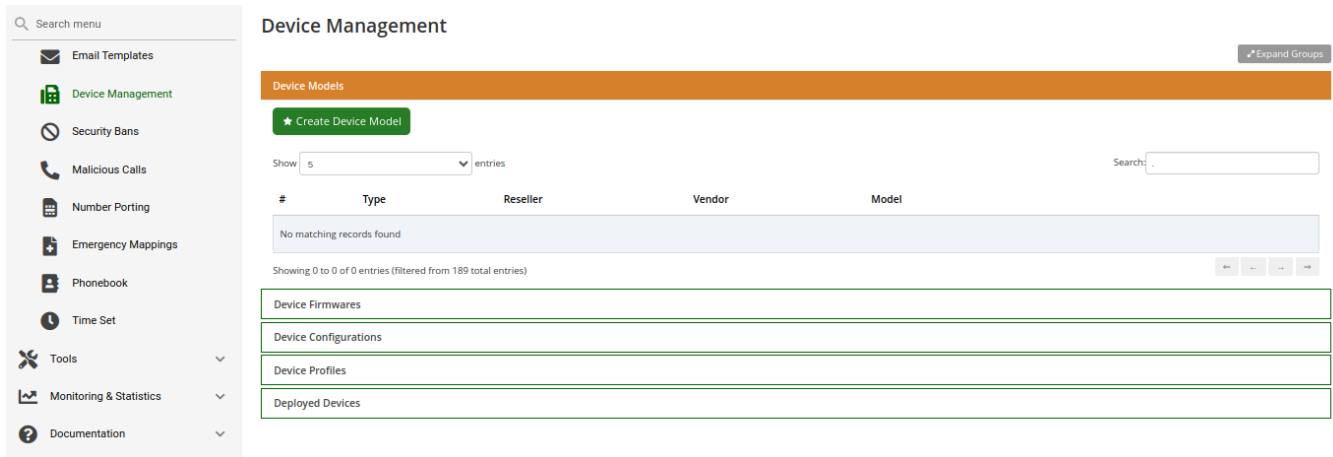 Search menu
Email Templates
Device Management
Security Bans
Malicious Calls
Number Porting
Emergency Mappings
Phonebook
Time Set
Tools
Monitoring & Statistics
Documentation
Device Management
Expand Groups
Device Models
Create Device Model
Show 5 entries
Search: .
# Type Reseller Vendor Model
No matching records found
Showing 0 to 0 of 0 entries (filtered from 189 total entries)
⇐ ← → ⇒
Device Firmwares
Device Configurations
Device Profiles
Deployed Devices